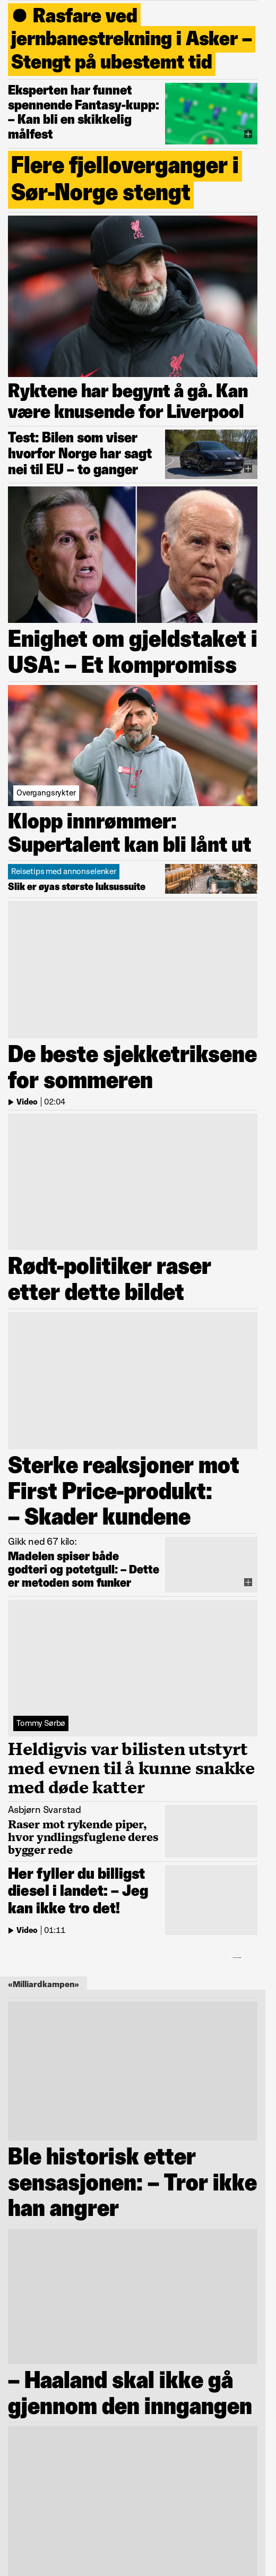 ● Rasfare ved
jernbanestrekning i Asker –
Stengt på ubestemt tid
Eksperten har funnet
spennende Fantasy-kupp:
– Kan bli en skikkelig
målfest
Flere fjelloverganger i
Sør-Norge stengt
Ryktene har begynt å gå. Kan
være knusende for Liverpool
Test: Bilen som viser
hvorfor Norge har sagt
nei til EU – to ganger
Enighet om gjeldstaket i
USA: – Et kompromiss
Overgangsrykter
Klopp innrømmer:
Supertalent kan bli lånt ut
Reisetips med annonselenker
Slik er øyas største luksussuite
De beste sjekketriksene
for sommeren
Video | 02:04
Rødt-politiker raser
etter dette bildet
Sterke reaksjoner mot
First Price-produkt:
– Skader kundene
Gikk ned 67 kilo:
Madelen spiser både
godteri og potetgull: – Dette
er metoden som funker
Tommy Sørbø
Heldigvis var bilisten utstyrt
med evnen til å kunne snakke
med døde katter
Asbjørn Svarstad
Raser mot rykende piper,
hvor yndlingsfuglene deres
bygger rede
Her fyller du billigst
diesel i landet: – Jeg
kan ikke tro det!
Video | 01:11
«Milliardkampen»
Ble historisk etter
sensasjonen: – Tror ikke
han angrer
– Haaland skal ikke gå
gjennom den inngangen